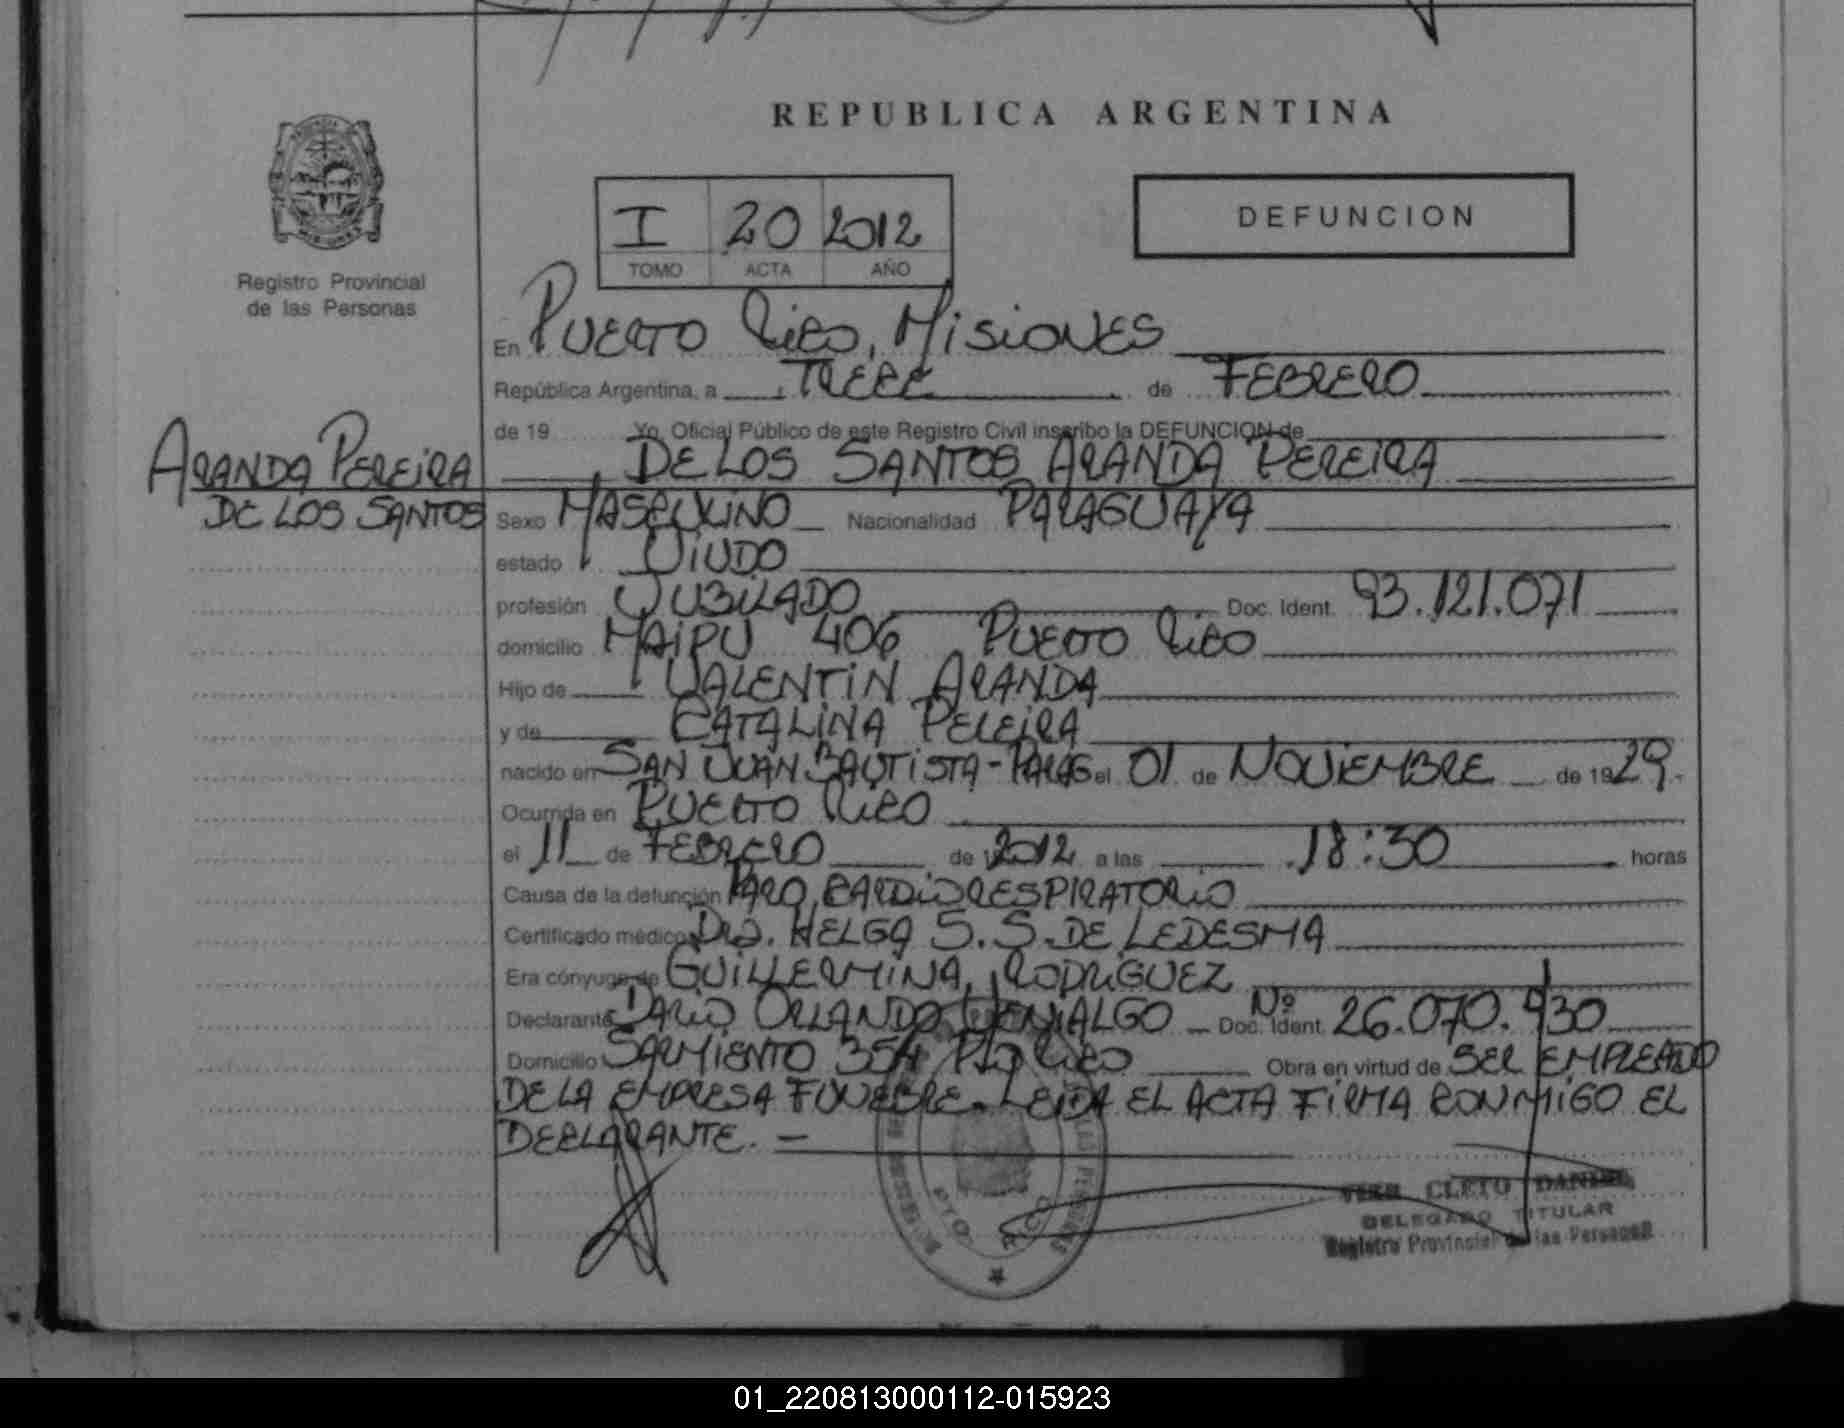 REPUBLICA ARGENTINA
I 20 2012
DEFUNCION
TOMO ACTA AÑO
Registro Provincial
de las Personas
En PUERTO RICO, MISIONES
República Argentina, a TRECE de FEBRERO
de 19 Yo, Oficial Público de este Registro Civil inscribo la DEFUNCION de
ARANDA PEREIRA DE LOS SANTOS ARANDA PEREIRA
DE LOS SANTOS Sexo MASCULINO Nacionalidad PARAGUAYA
estado VIUDO
profesión JUBILADO Doc. Ident. 93.121.071
domicilio MAIPU 406 PUERTO RICO
Hijo de VALENTIN ARANDA
y de CATALINA PEREIRA
nacido en SAN JUAN BAUTISTA - PARAG el 01 de NOVIEMBRE de 1929.-
Ocurrida en PUERTO RICO
el 11 de FEBRERO de 2012 a las 18:30 horas
Causa de la defunción PARO CARDIORESPIRATORIO
Certificado médico Dra. HELGA S. S. DE LEDESMA
Era cónyuge de GUILLERMINA RODRIGUEZ
Declarante DARIO ORLANDO Doc. Ident. Nº 26.070.930
Domicilio SARMIENTO 354 Pto RICO Obra en virtud de SER EMPLEADO
DE LA EMPRESA FUNEBRE. LEIDA EL ACTA FIRMA CONMIGO EL
DECLARANTE. —
PTO. RICO
CLETO DANIEL
DELEGADO TITULAR
Registro Provincial de las Personas
01_220813000112-015923